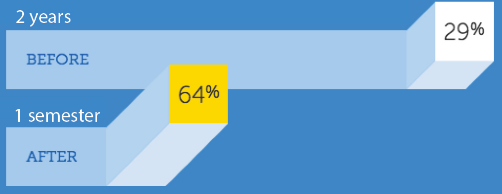 2 years
29%
BEFORE
64%
1 semester
AFTER